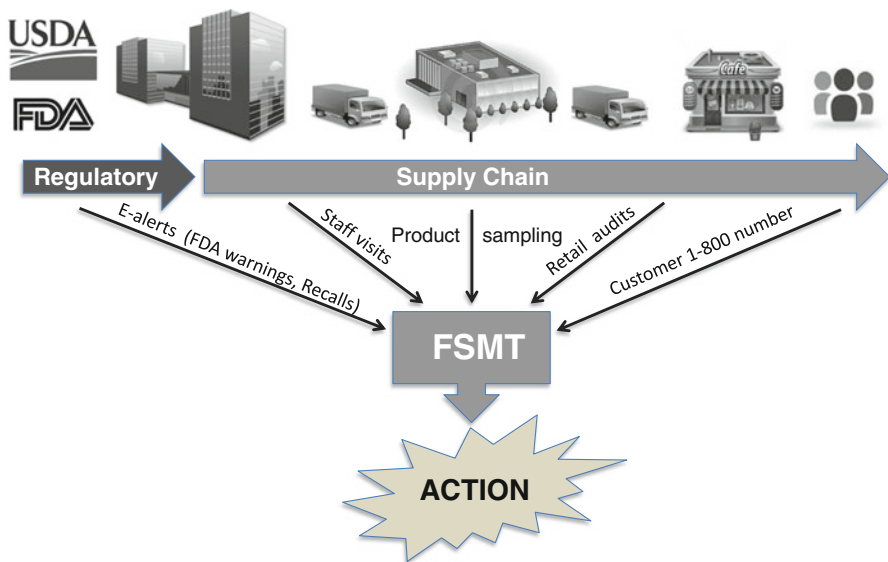 USDA
FDA
Cafe
Regulatory
Supply Chain
E-alerts (FDA warnings, Recalls)
Staff visits
Product sampling
Retail audits
Customer 1-800 number
FSMT
ACTION